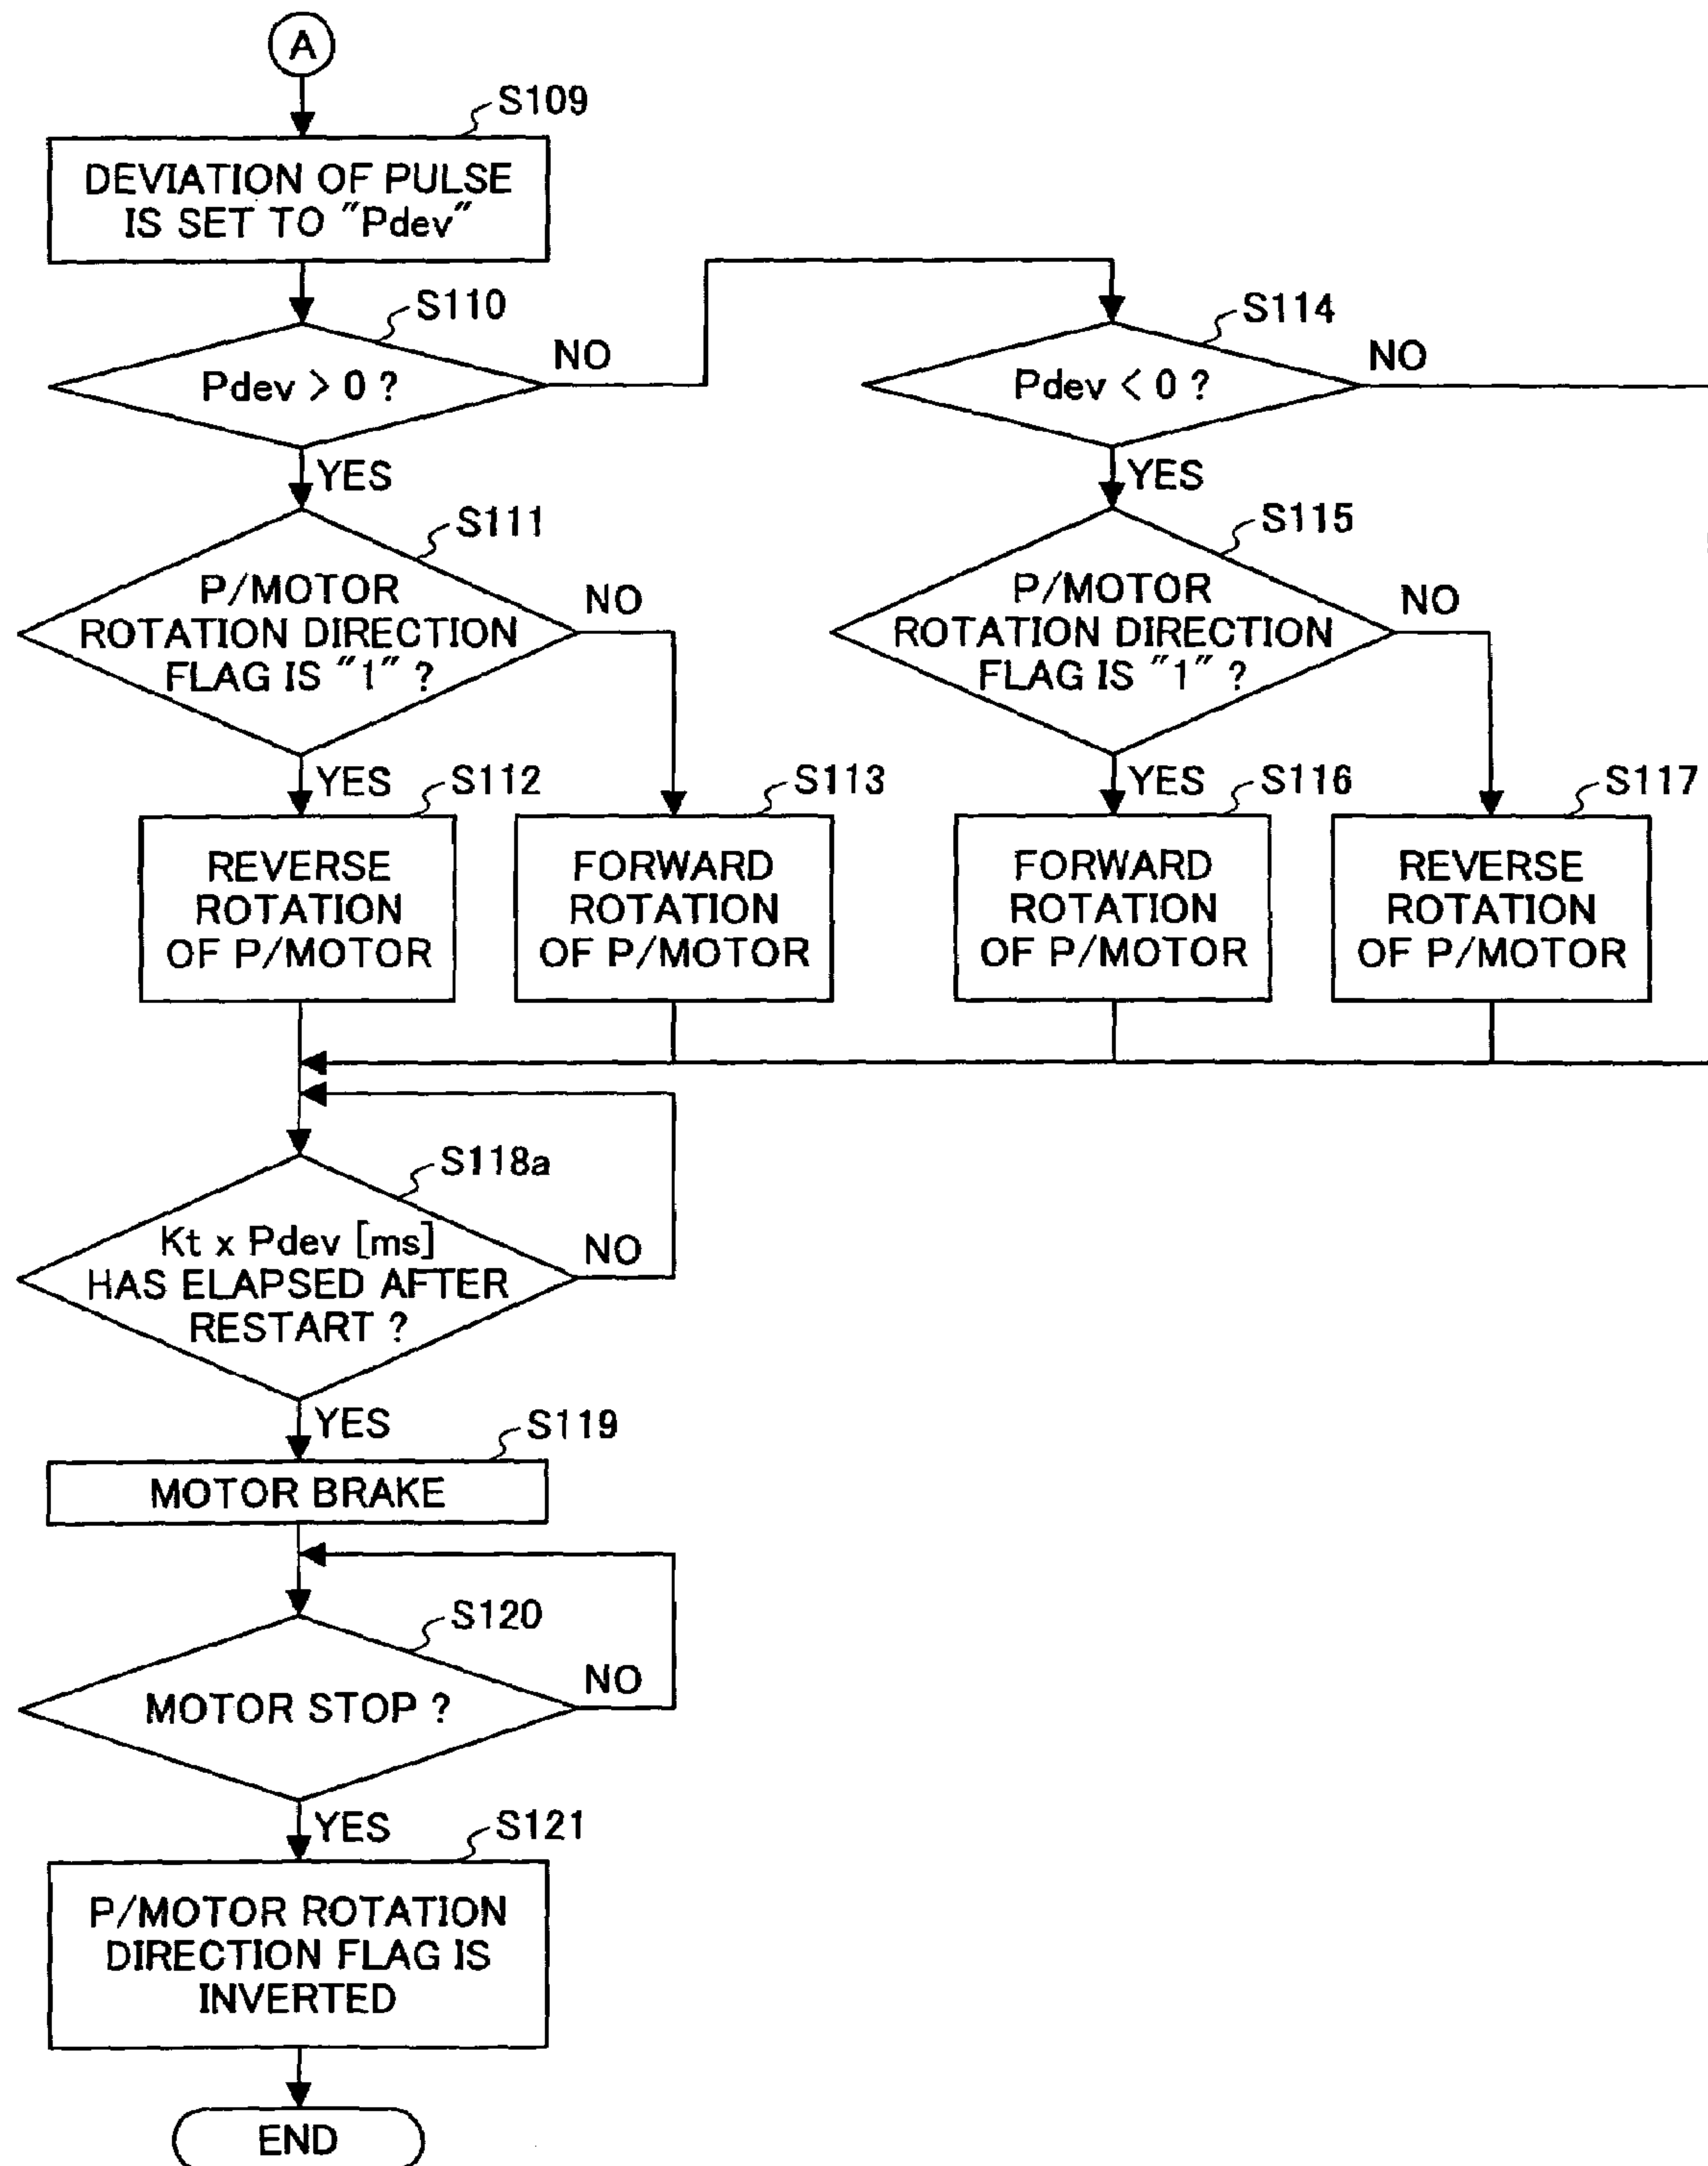 A
S109
DEVIATION OF PULSE
IS SET TO "Pdev"
S110
Pdev > 0 ?
NO
YES
S114
Pdev < 0 ?
NO
YES
S111
P/MOTOR
ROTATION DIRECTION
FLAG IS "1" ?
NO
YES
S115
P/MOTOR
ROTATION DIRECTION
FLAG IS "1" ?
NO
YES
S112
REVERSE
ROTATION
OF P/MOTOR
S113
FORWARD
ROTATION
OF P/MOTOR
S116
FORWARD
ROTATION
OF P/MOTOR
S117
REVERSE
ROTATION
OF P/MOTOR
S118a
Kt x Pdev [ms]
HAS ELAPSED AFTER
RESTART ?
NO
YES
S119
MOTOR BRAKE
S120
MOTOR STOP ?
NO
YES
S121
P/MOTOR ROTATION
DIRECTION FLAG IS
INVERTED
END